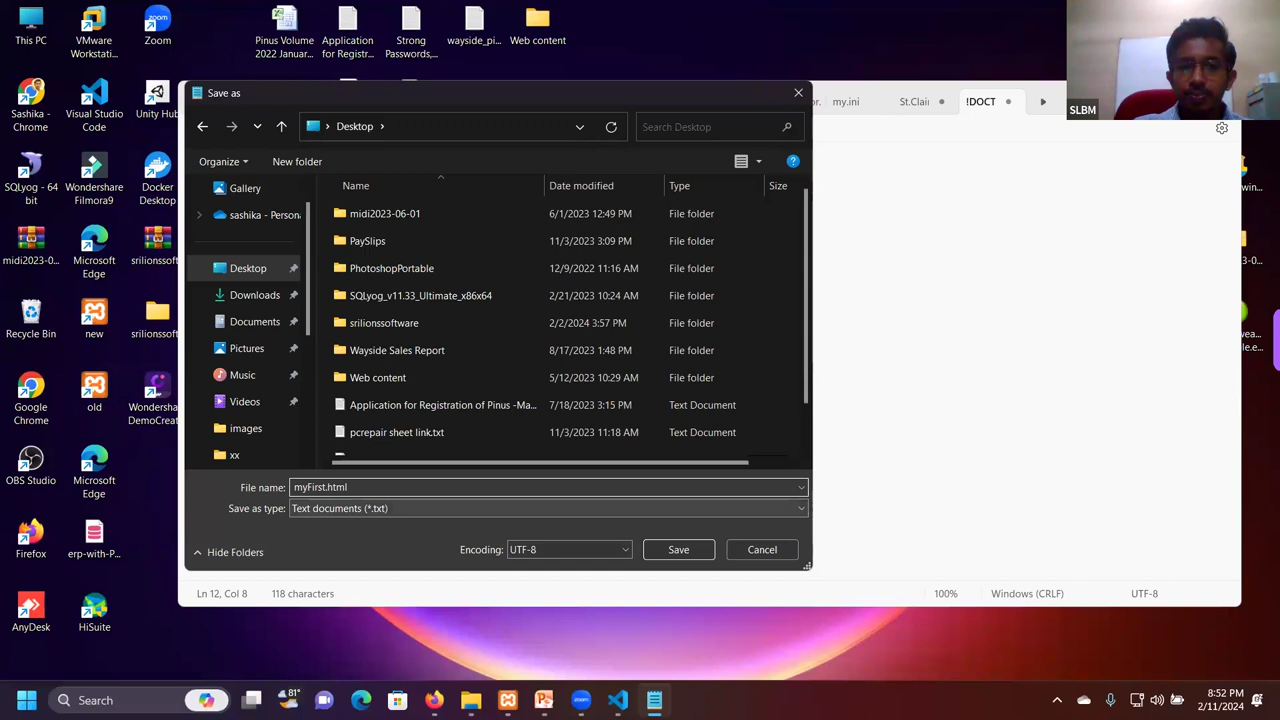 This PC
VMware
Workstati...
Zoom
Pinus Volume
2022 Januar...
Application
for Registr...
Strong
Passwords,...
wayside_pi...
Web content
SLBM
Save as
my.ini
St.Clai
!DOCT
Desktop
Search Desktop
Organize
New folder
Name
Date modified
Type
Size
Gallery
sashika - Persona
Desktop
Downloads
Documents
Pictures
Music
Videos
images
xx
midi2023-06-01 6/1/2023 12:49 PM File folder
PaySlips 11/3/2023 3:09 PM File folder
PhotoshopPortable 12/9/2022 11:16 AM File folder
SQLyog_v11.33_Ultimate_x86x64 2/21/2023 10:24 AM File folder
srilionssoftware 2/2/2024 3:57 PM File folder
Wayside Sales Report 8/17/2023 1:48 PM File folder
Web content 5/12/2023 10:29 AM File folder
Application for Registration of Pinus -Ma... 7/18/2023 3:15 PM Text Document
pcrepair sheet link.txt 11/3/2023 11:18 AM Text Document
File name: myFirst.html
Save as type: Text documents (*.txt)
Hide Folders
Encoding: UTF-8
Save
Cancel
Ln 12, Col 8
118 characters
100%
Windows (CRLF)
UTF-8
Sashika -
Chrome
Visual Studio
Code
Unity Hub
SQLyog - 64
bit
Wondershare
Filmora9
Docker
Desktop
midi2023-0...
Microsoft
Edge
srilionssoft
Recycle Bin
new
srilionssoft
Google
Chrome
old
Wondersha
DemoCreat
OBS Studio
Microsoft
Edge
Firefox
erp-with-P...
AnyDesk
HiSuite
Search
81°
8:52 PM
2/11/2024